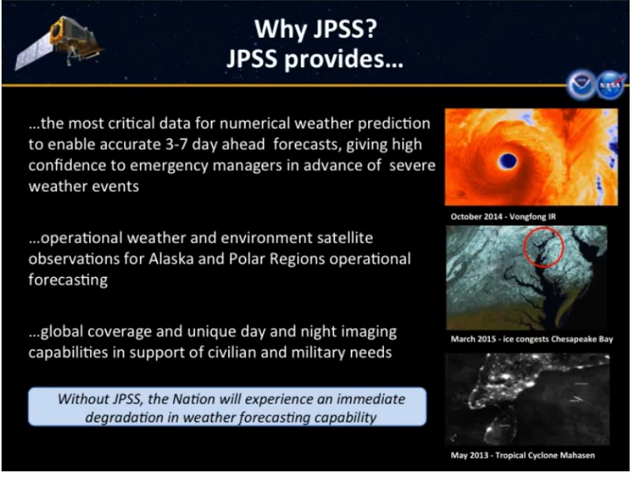 Why JPSS?
JPSS provides...
NASA
...the most critical data for numerical weather prediction
to enable accurate 3-7 day ahead forecasts, giving high
confidence to emergency managers in advance of severe
weather events
October 2014 - Vongfong IR
...operational weather and environment satellite
observations for Alaska and Polar Regions operational
forecasting
March 2015 - ice congests Chesapeake Bay
...global coverage and unique day and night imaging
capabilities in support of civilian and military needs
Without JPSS, the Nation will experience an immediate
degradation in weather forecasting capability
May 2013 - Tropical Cyclone Mahasen